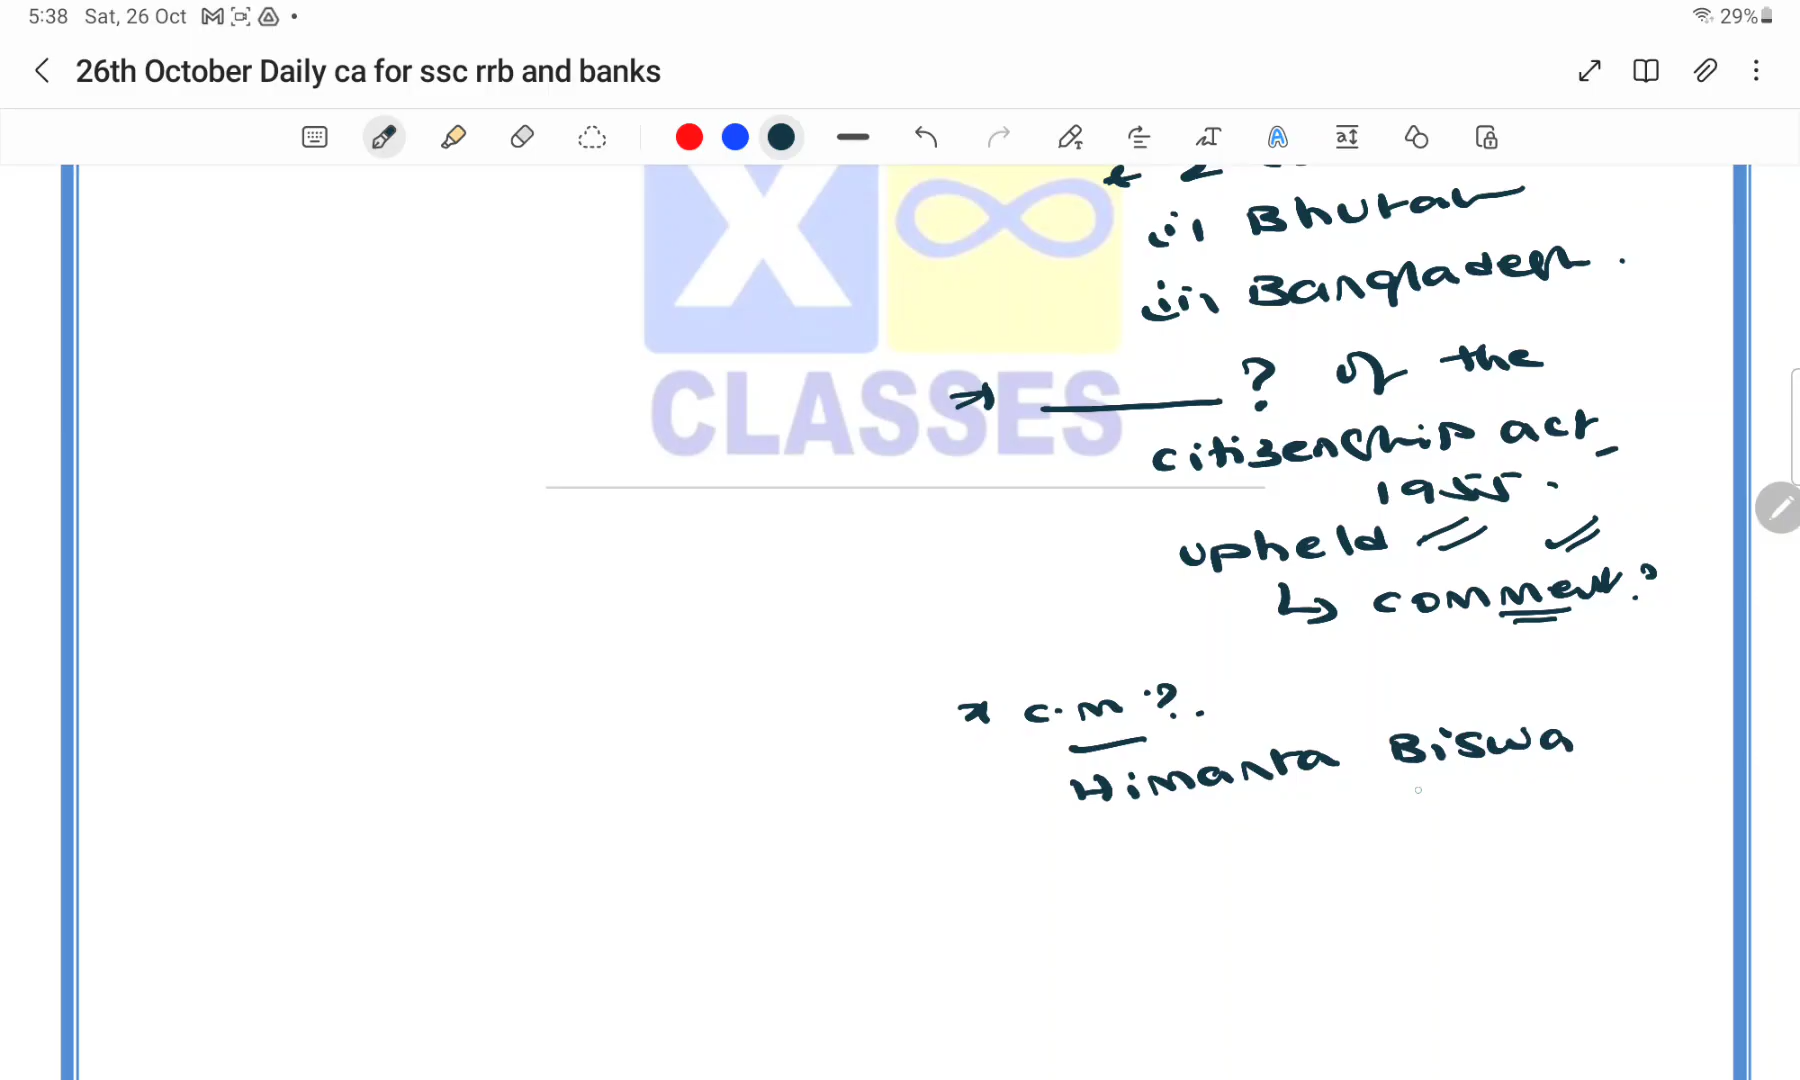 5:38 Sat, 26 Oct
29%
26th October Daily ca for ssc rrb and banks
X
CLASSES
ii) Bhutan
iii) Bangladesh.
→ ____? of the
citizenship act,
1955.
upheld
↳ comment?
* C.M?.
Himanta Biswa